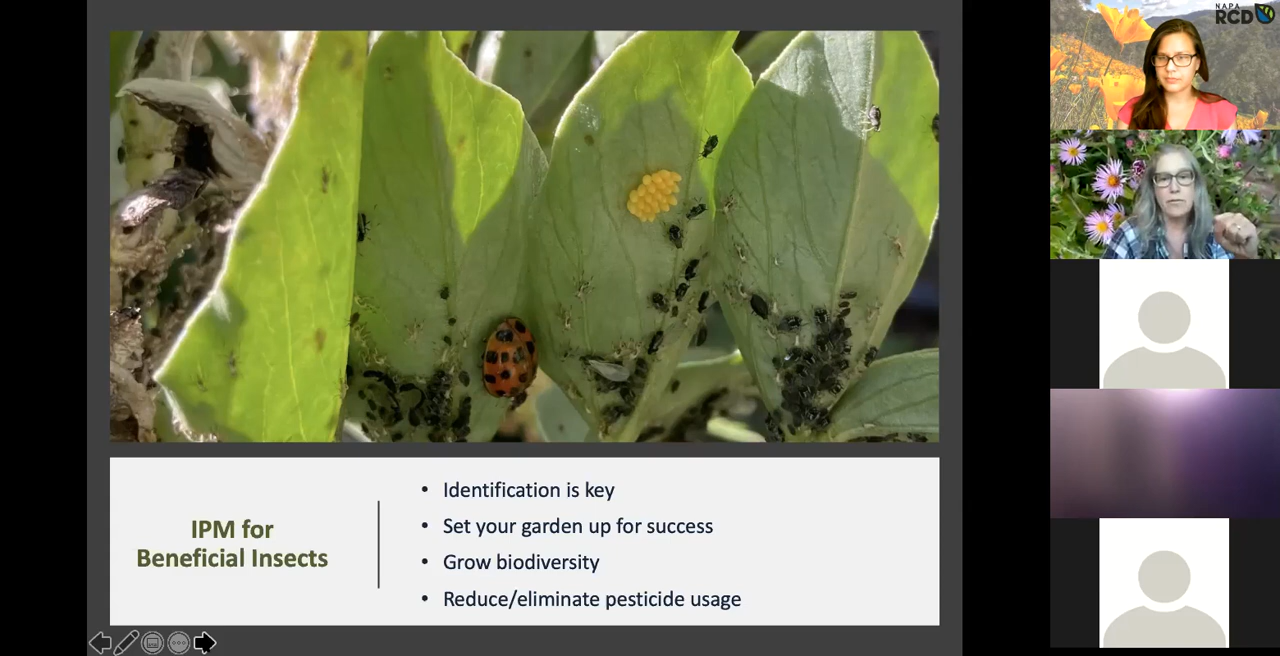 NAPA
RCD
IPM for
Beneficial Insects
• Identification is key
• Set your garden up for success
• Grow biodiversity
• Reduce/eliminate pesticide usage